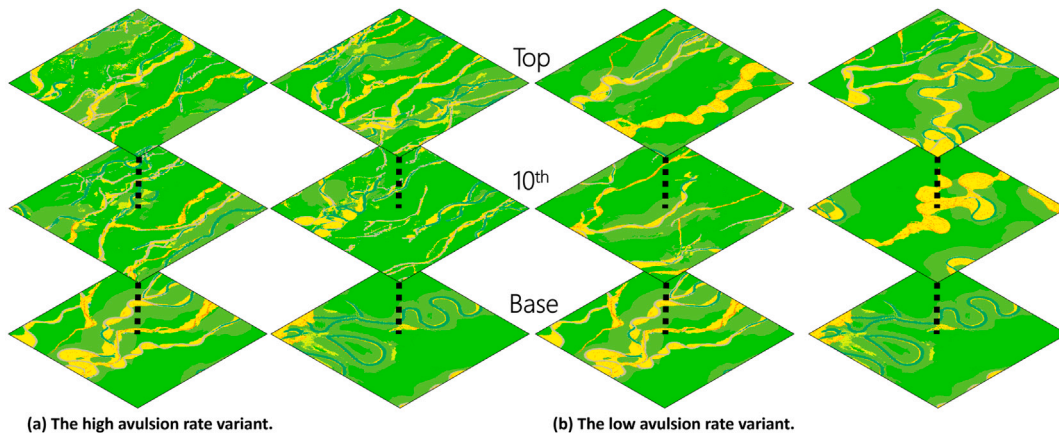 Top
10th
Base
(a) The high avulsion rate variant.
(b) The low avulsion rate variant.